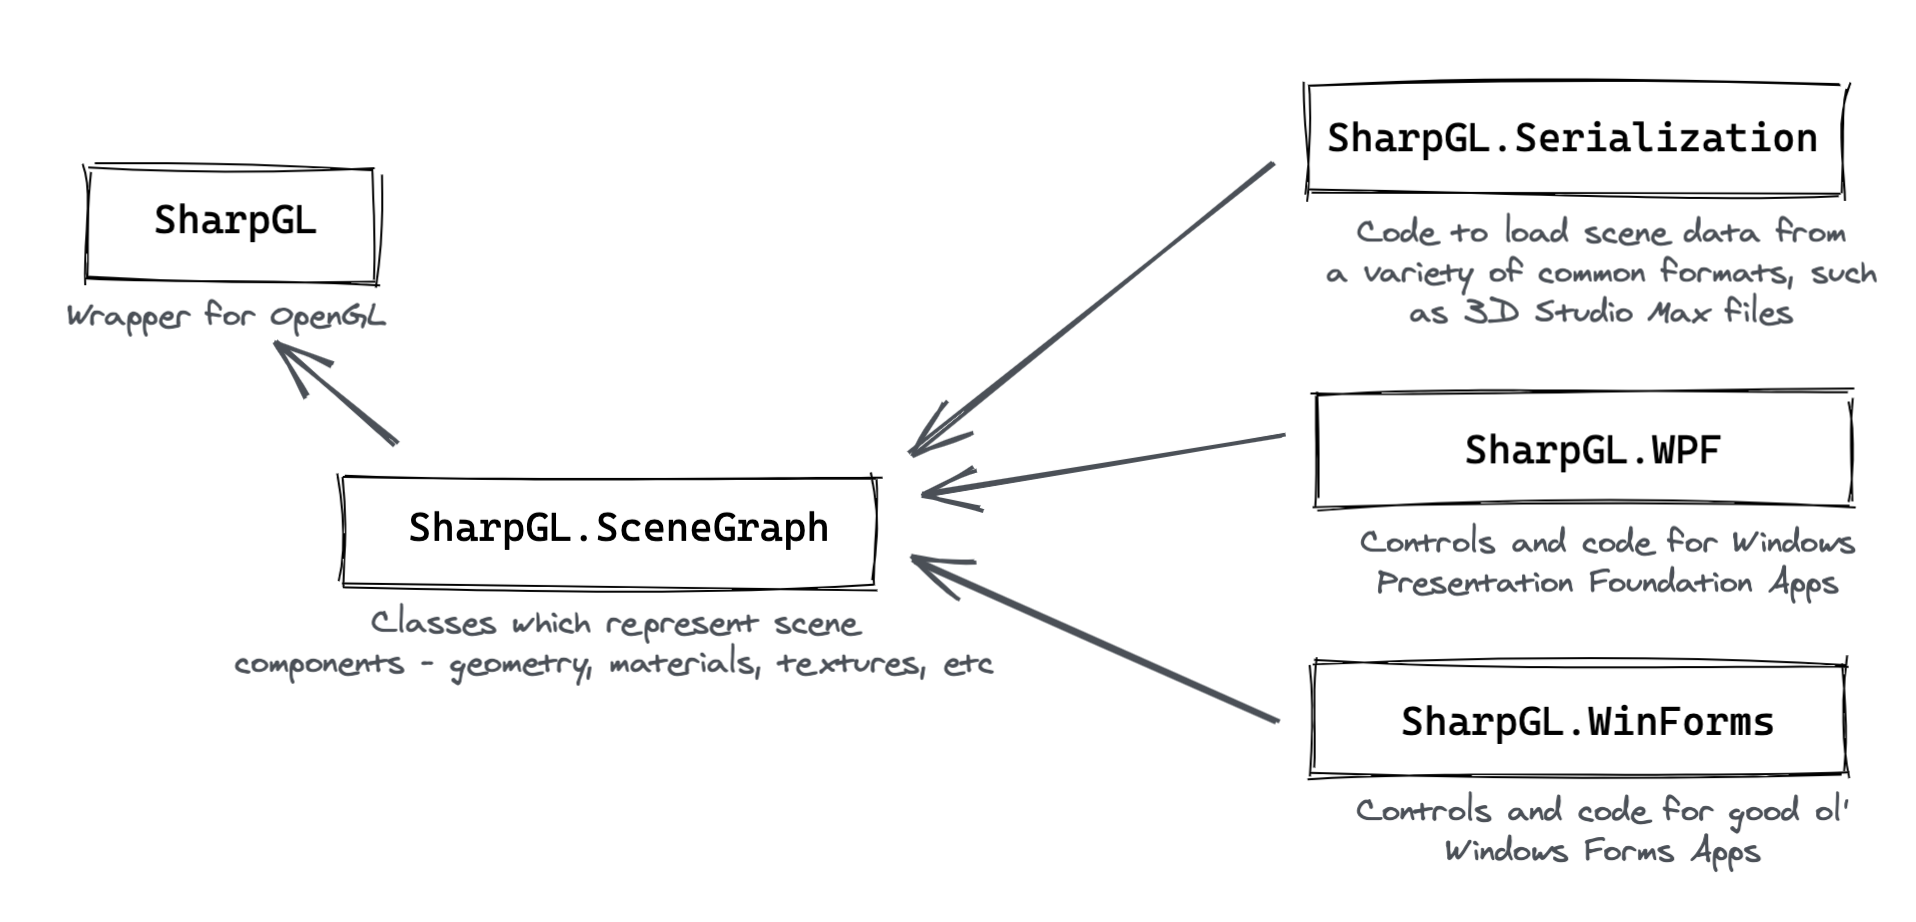 SharpGL
Wrapper for OpenGL
SharpGL.SceneGraph
Classes which represent scene
components - geometry, materials, textures, etc
SharpGL.Serialization
Code to load scene data from
a variety of common formats, such
as 3D Studio Max files
SharpGL.WPF
Controls and code for Windows
Presentation Foundation Apps
SharpGL.WinForms
Controls and code for good ol'
Windows Forms Apps